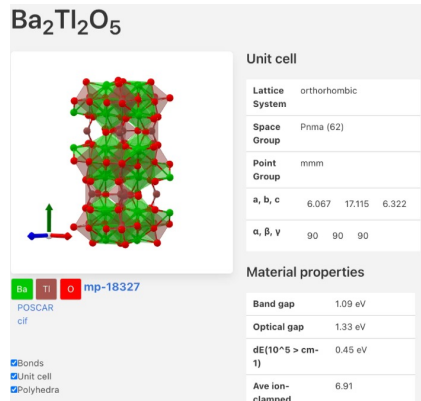 Ba2Tl2O5
Unit cell
Lattice System orthorhombic
Space Group Pnma (62)
Point Group mmm
a, b, c 6.067 17.115 6.322
α, β, γ 90 90 90
Ba Tl O mp-18327
POSCAR
cif
Bonds
Unit cell
Polyhedra
Material properties
Band gap 1.09 eV
Optical gap 1.33 eV
dE(10^5 > cm-1) 0.45 eV
Ave ion-clamped 6.91